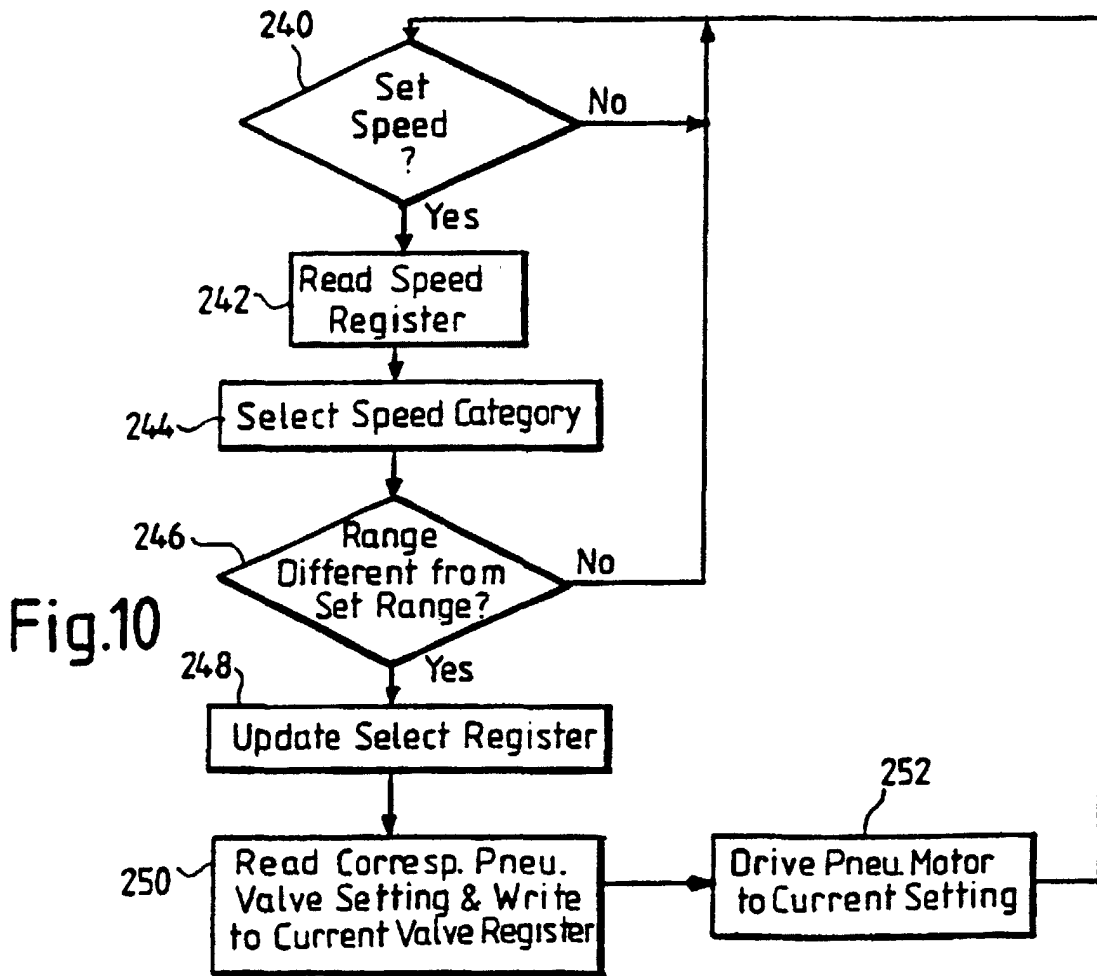 240
Set
Speed
?
No
Yes
242
Read Speed
Register
244
Select Speed Category
246
Range
Different from
Set Range?
No
Fig.10
Yes
248
Update Select Register
252
250
Read Corresp. Pneu.
Valve Setting & Write
to Current Valve Register
Drive Pneu. Motor
to Current Setting